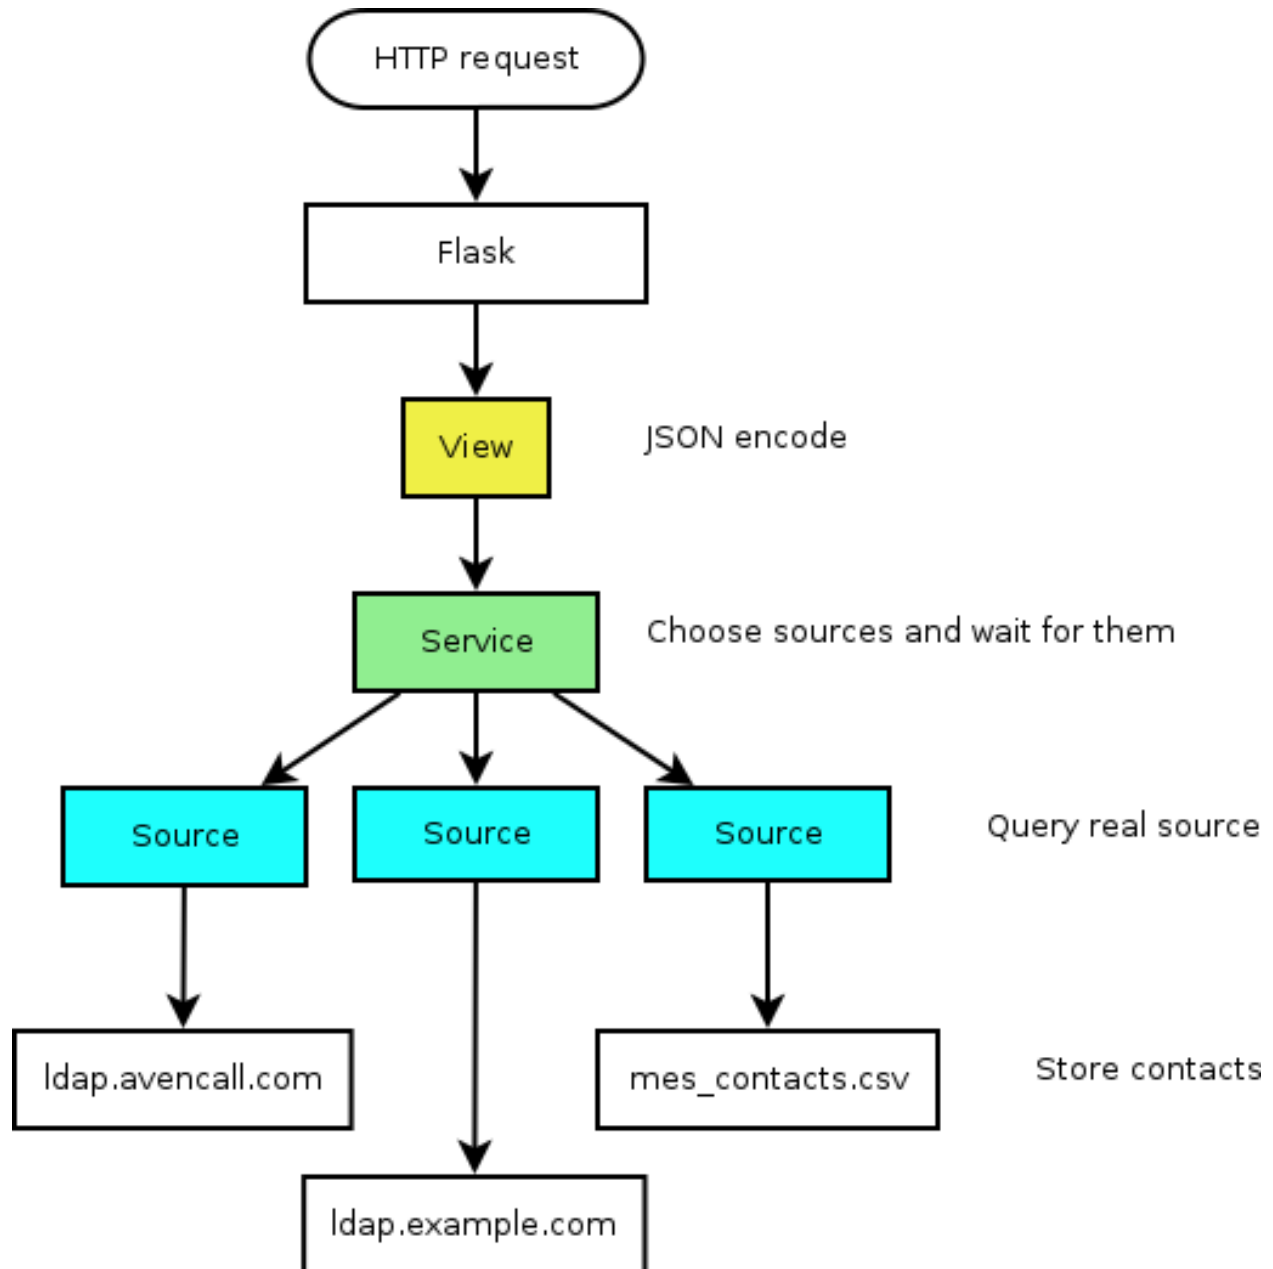 HTTP request
Flask
View
JSON encode
Service
Choose sources and wait for them
Source
Source
Source
Query real source
ldap.avencall.com
mes_contacts.csv
Store contacts
ldap.example.com